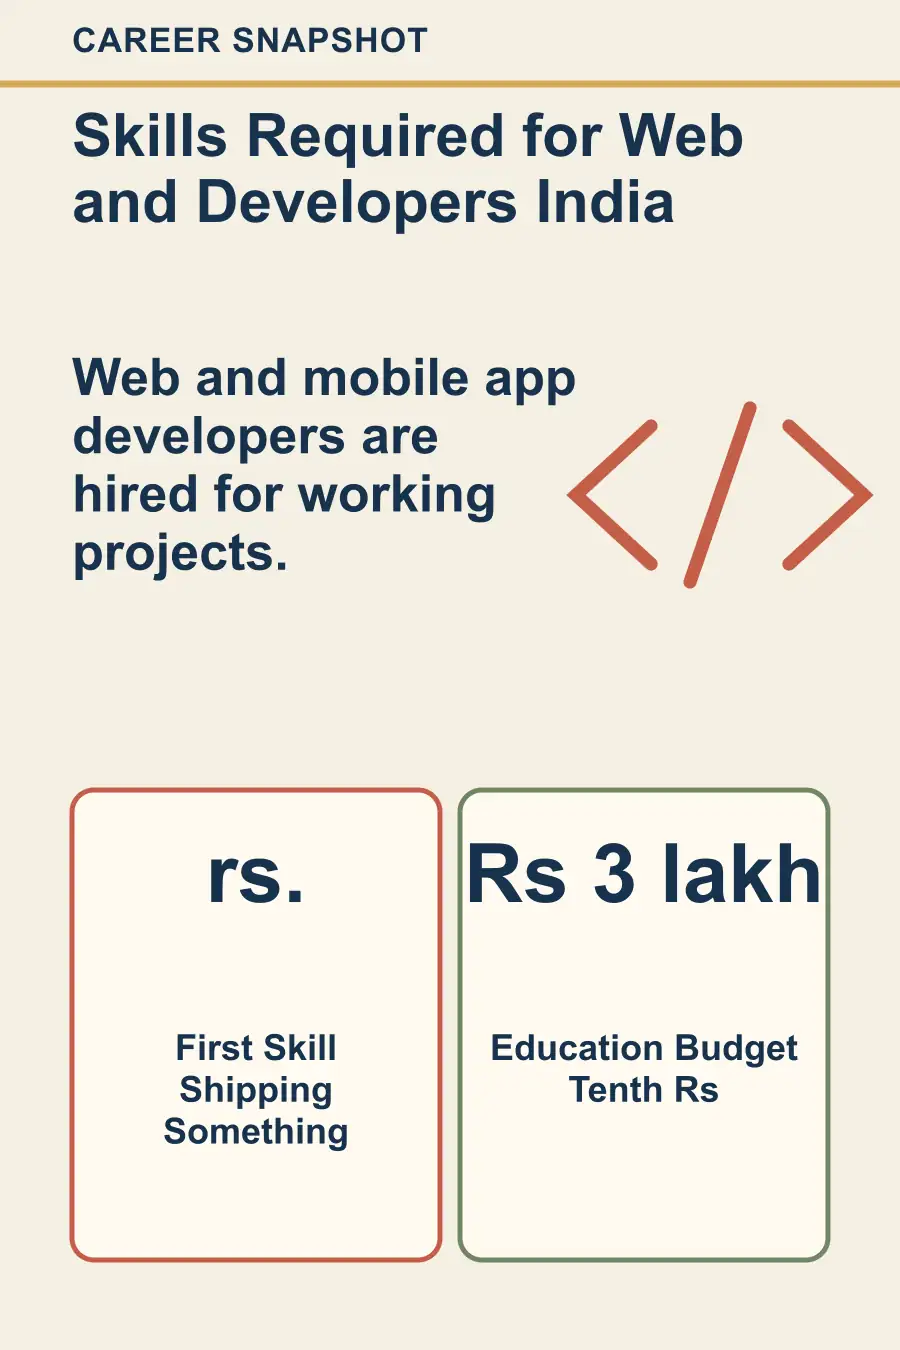 CAREER SNAPSHOT
Skills Required for Web
and Developers India
Web and mobile app
developers are
hired for working
projects.
rs.
First Skill
Shipping
Something
Rs 3 lakh
Education Budget
Tenth Rs